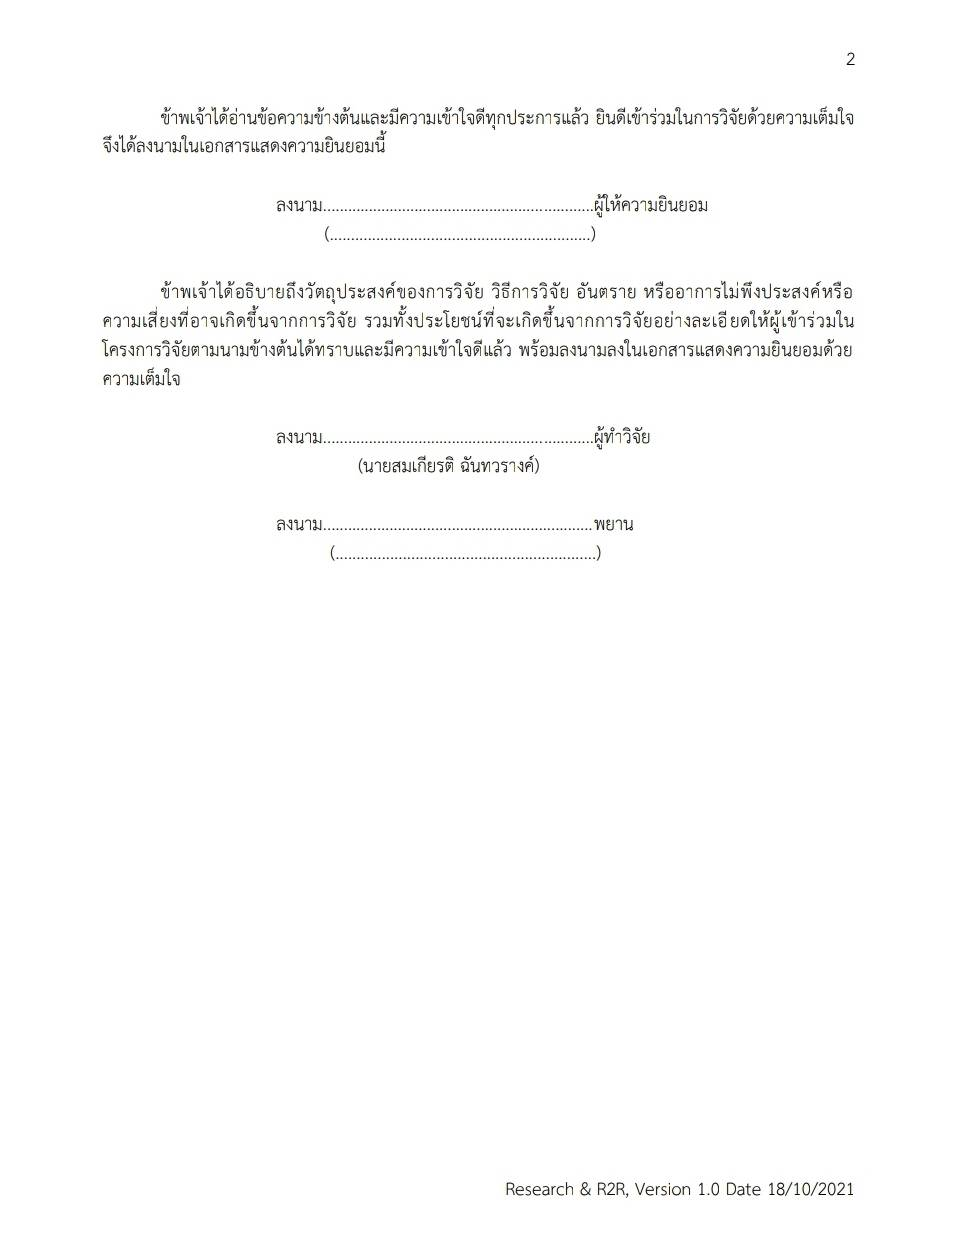 2
ข้าพเจ้าได้อ่านข้อความข้างต้นและมีความเข้าใจดีทุกประการแล้ว ยินดีเข้าร่วมในการวิจัยด้วยความเต็มใจ
จึงได้ลงนามในเอกสารแสดงความยินยอมนี้
ลงนาม.................................................................ผู้ให้ความยินยอม
(..............................................................)
ข้าพเจ้าได้อธิบายถึงวัตถุประสงค์ของการวิจัย วิธีการวิจัย อันตราย หรืออาการไม่พึงประสงค์หรือ
ความเสี่ยงที่อาจเกิดขึ้นจากการวิจัย รวมทั้งประโยชน์ที่จะเกิดขึ้นจากการวิจัยอย่างละเอียดให้ผู้เข้าร่วมใน
โครงการวิจัยตามนามข้างต้นได้ทราบและมีความเข้าใจดีแล้ว พร้อมลงนามลงในเอกสารแสดงความยินยอมด้วย
ความเต็มใจ
ลงนาม.................................................................ผู้ทำวิจัย
(นายสมเกียรติ ฉันทวรางค์)
ลงนาม.................................................................พยาน
(..............................................................)
Research & R2R, Version 1.0 Date 18/10/2021